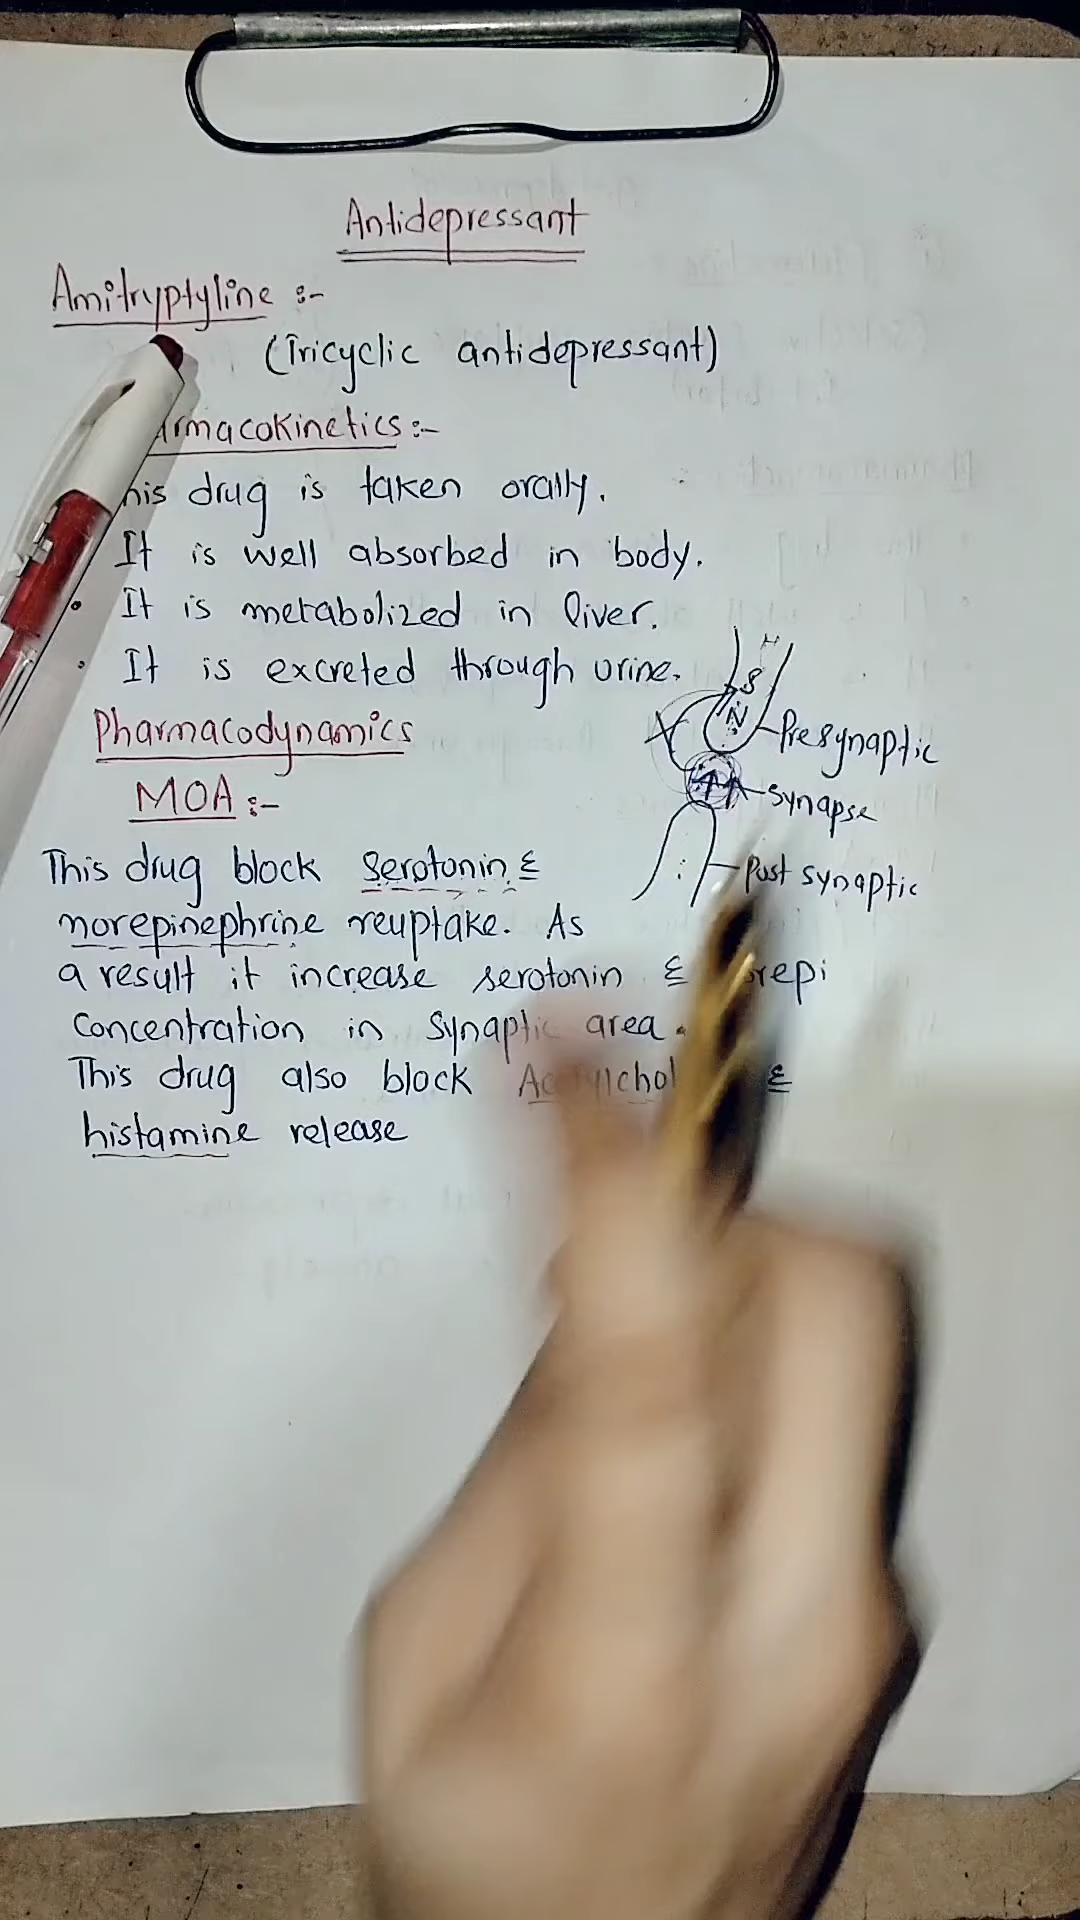 Antidepressant
Amitryptyline :-
(Tricyclic antidepressant)
armacokinetics :-
his drug is taken orally.
It is well absorbed in body.
• It is metabolized in liver.
• It is excreted through urine.
S
N
Presynaptic
Synapse
Post synaptic
Pharmacodynamics
MOA :-
This drug block serotonin &
norepinephrine reuptake. As
a result it increase serotonin & orepi
Concentration in synaptic area.
This drug also block &
histamine release